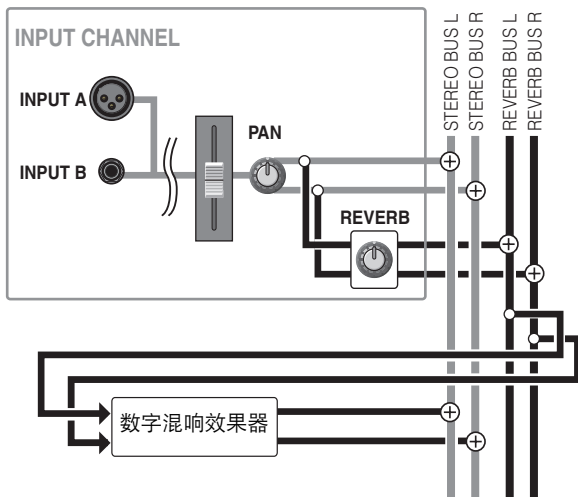 INPUT CHANNEL
STEREO BUS L
STEREO BUS R
REVERB BUS L
REVERB BUS R
INPUT A
PAN
INPUT B
REVERB
数字混响效果器